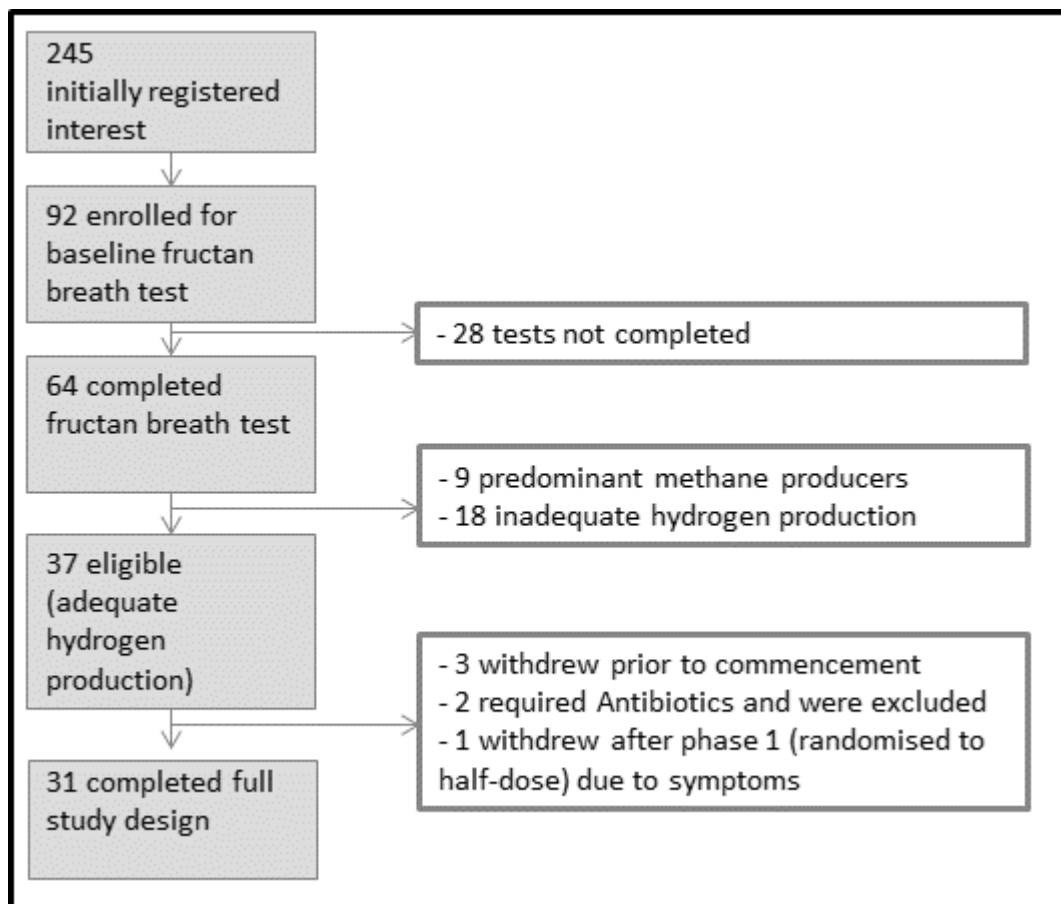 245
initially registered
interest
92 enrolled for
baseline fructan
breath test
- 28 tests not completed
64 completed
fructan breath test
- 9 predominant methane producers
- 18 inadequate hydrogen production
37 eligible
(adequate
hydrogen
production)
- 3 withdrew prior to commencement
- 2 required Antibiotics and were excluded
- 1 withdrew after phase 1 (randomised to
half-dose) due to symptoms
31 completed full
study design